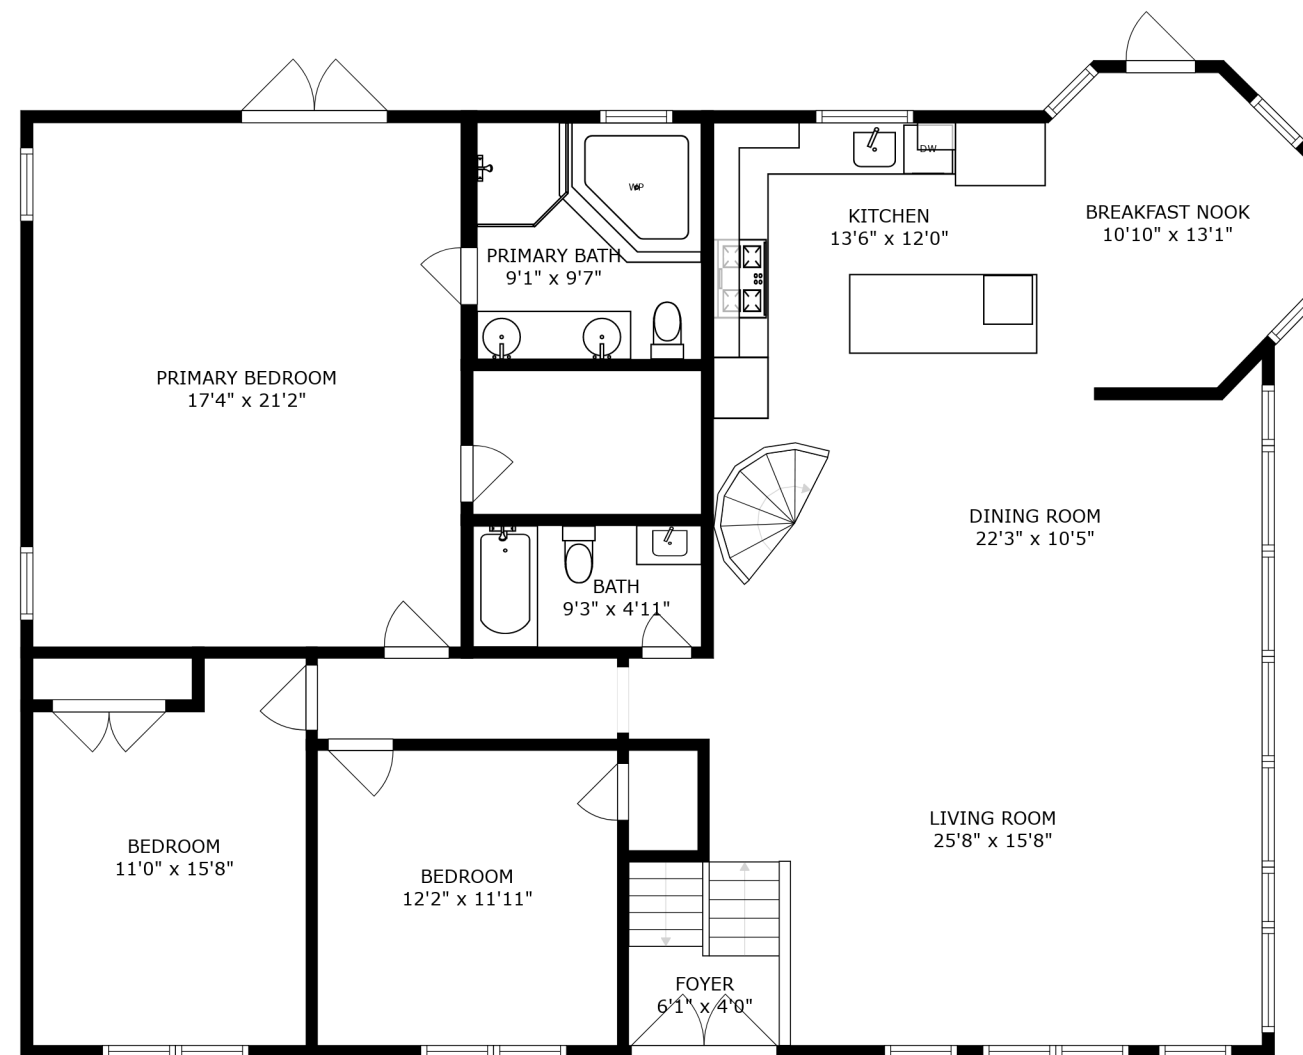 DW
WP
KITCHEN
13'6" x 12'0"
BREAKFAST NOOK
10'10" x 13'1"
PRIMARY BATH
9'1" x 9'7"
PRIMARY BEDROOM
17'4" x 21'2"
DINING ROOM
22'3" x 10'5"
BATH
9'3" x 4'11"
LIVING ROOM
25'8" x 15'8"
BEDROOM
11'0" x 15'8"
BEDROOM
12'2" x 11'11"
FOYER
6'1" x 4'0"